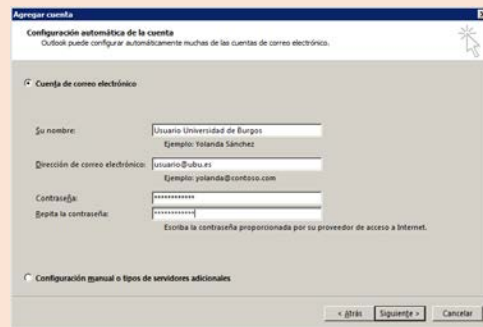 Agregar cuenta
Configuración automática de la cuenta
Outlook puede configurar automáticamente muchas de las cuentas de correo electrónico.
Cuenta de correo electrónico
Su nombre: Usuario Universidad de Burgos
Ejemplo: Yolanda Sánchez
Dirección de correo electrónico: usuario@ubu.es
Ejemplo: yolanda@contoso.com
Contraseña: ************
Repita la contraseña: ************
Escriba la contraseña proporcionada por su proveedor de acceso a Internet.
Configuración manual o tipos de servidores adicionales
< Atrás Siguiente > Cancelar